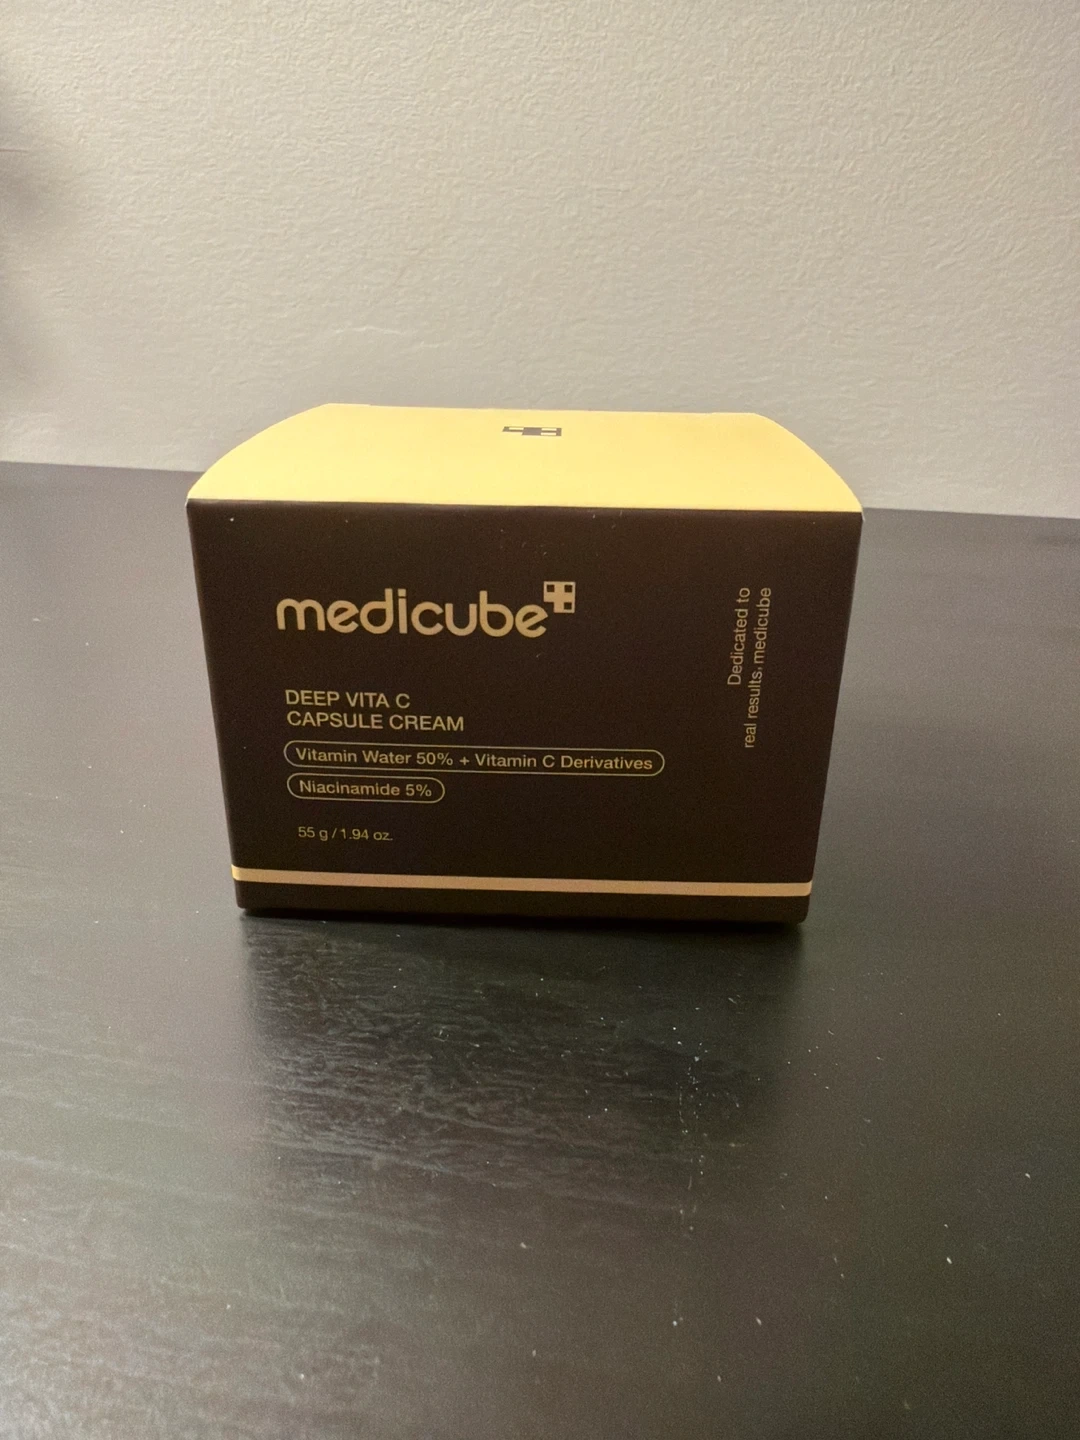 medicube
DEEP VITA C
CAPSULE CREAM
Vitamin Water 50% + Vitamin C Derivatives
Niacinamide 5%
55 g / 1.94 oz.
Dedicated to
real results, medicube